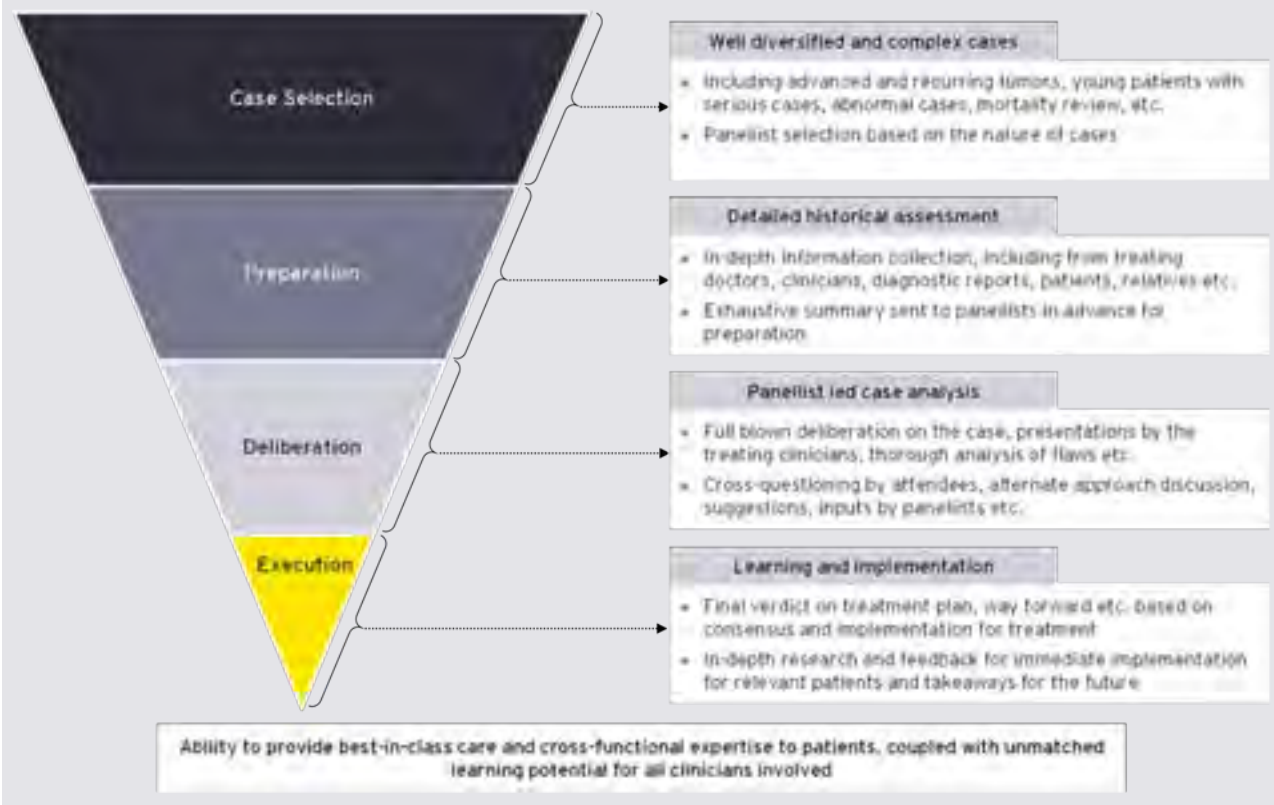 Case Selection
Well diversified and complex cases
Including advanced and recurring tumors, young patients with
serious cases, abnormal cases, mortality review, etc.
Panellist selection based on the nature of cases
Preparation
Detailed historical assessment
In-depth information collection, including from treating
doctors, clinicians, diagnostic reports, patients, relatives etc.
Exhaustive summary sent to panellists in advance for
preparation
Deliberation
Panellist led case analysis
Full blown deliberation on the case, presentations by the
treating clinicians, thorough analysis of flaws etc.
Cross-questioning by attendees, alternate approach discussion,
suggestions, inputs by panelists etc.
Execution
Learning and implementation
Final verdict on treatment plan, way forward etc. based on
consensus and implementation for treatment
In-depth research and feedback for immediate implementation
for relevant patients and takeaways for the future
Ability to provide best-in-class care and cross-functional expertise to patients, coupled with unmatched
learning potential for all clinicians involved